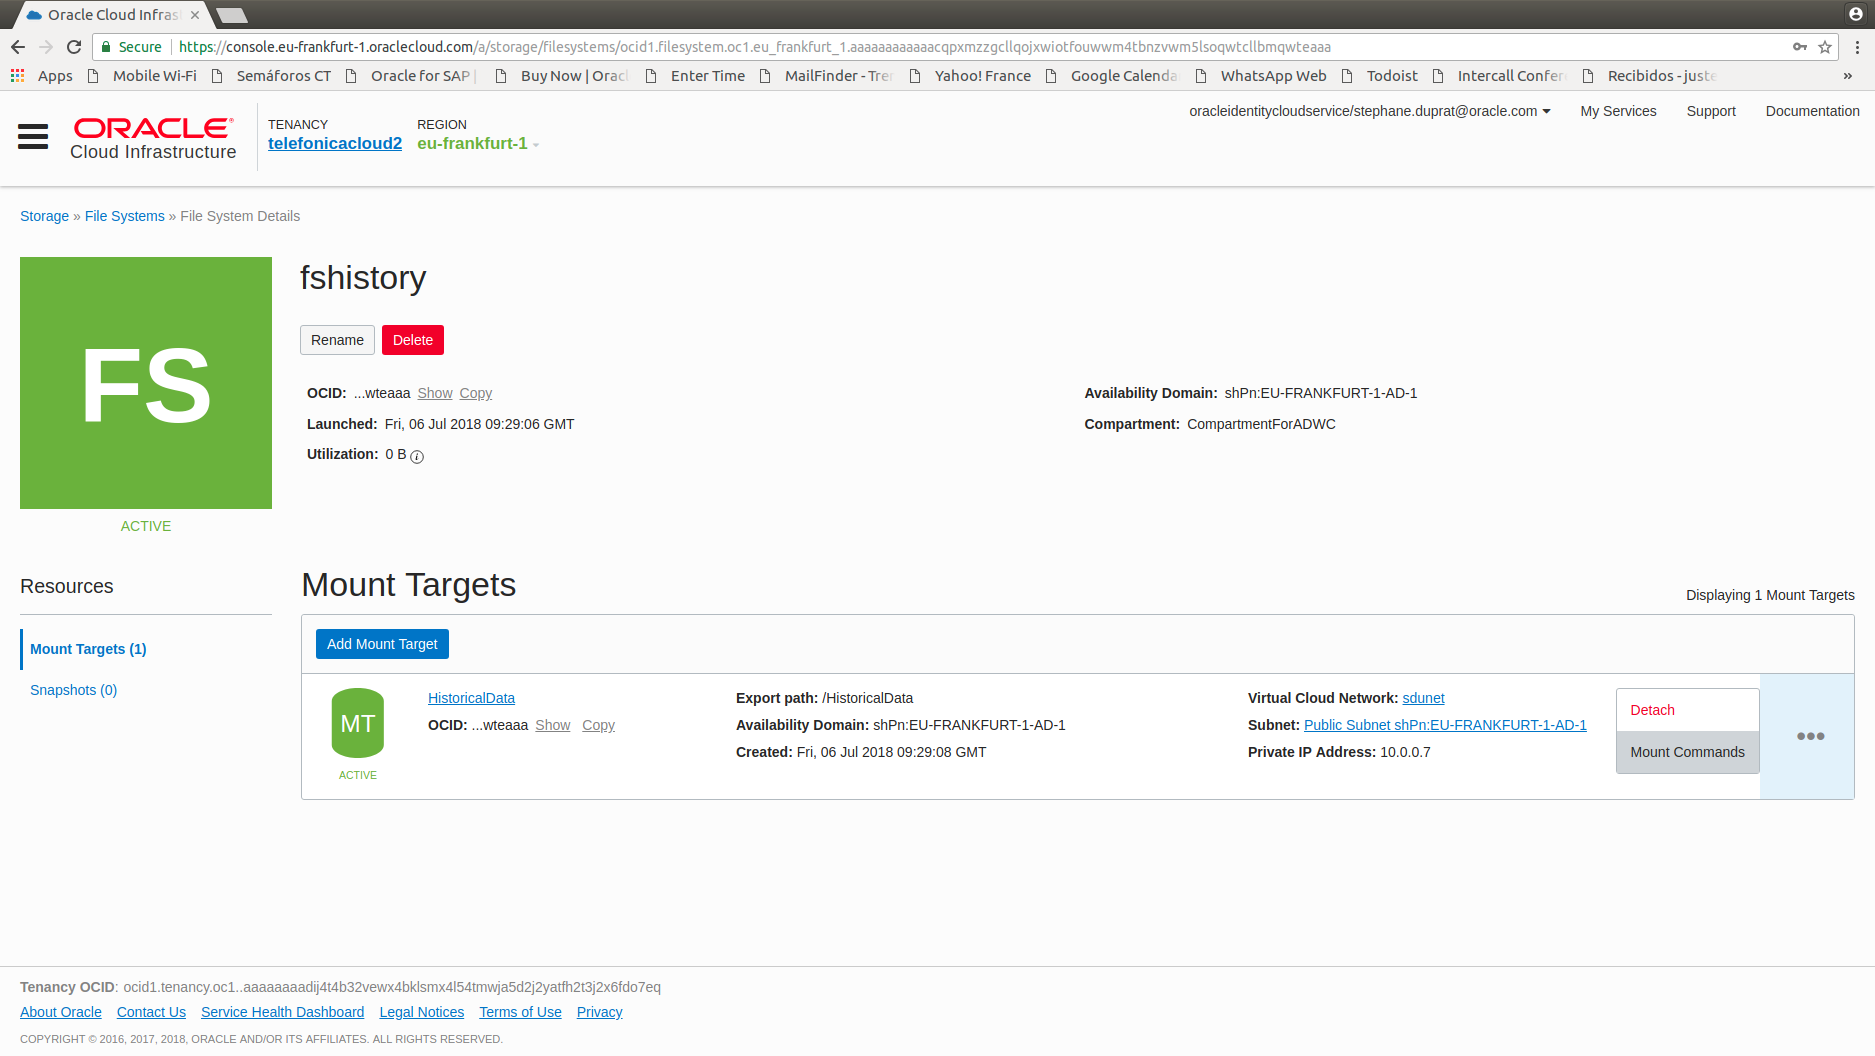 Oracle Cloud Infras
Secure https://console.eu-frankfurt-1.oraclecloud.com/a/storage/filesystems/ocid1.filesystem.oc1.eu_frankfurt_1.aaaaaaaaaaaacqpxmzzgcllqojxwiotfouwwm4tbnzvwm5lsoqwtcllbmqwteaaa
Apps Mobile Wi-Fi Semáforos CT Oracle for SAP | Buy Now | Orac Enter Time MailFinder - Tre Yahoo! France Google Calenda WhatsApp Web Todoist Intercall Confer Recibidos - juste »
oracleidentitycloudservice/stephane.duprat@oracle.com My Services Support Documentation
ORACLE®
Cloud Infrastructure
TENANCY
telefonicacloud2
REGION
eu-frankfurt-1
Storage » File Systems » File System Details
FS
ACTIVE
fshistory
Rename Delete
OCID: ...wteaaa Show Copy
Launched: Fri, 06 Jul 2018 09:29:06 GMT
Utilization: 0 B i
Availability Domain: shPn:EU-FRANKFURT-1-AD-1
Compartment: CompartmentForADWC
Resources
Mount Targets (1)
Snapshots (0)
Mount Targets
Displaying 1 Mount Targets
Add Mount Target
MT
ACTIVE
HistoricalData
OCID: ...wteaaa Show Copy
Export path: /HistoricalData
Availability Domain: shPn:EU-FRANKFURT-1-AD-1
Created: Fri, 06 Jul 2018 09:29:08 GMT
Virtual Cloud Network: sdunet
Subnet: Public Subnet shPn:EU-FRANKFURT-1-AD-1
Private IP Address: 10.0.0.7
Detach
Mount Commands
Tenancy OCID: ocid1.tenancy.oc1..aaaaaaaadij4t4b32vewx4bklsmx4l54tmwja5d2j2yatfh2t3j2x6fdo7eq
About Oracle Contact Us Service Health Dashboard Legal Notices Terms of Use Privacy
COPYRIGHT © 2016, 2017, 2018, ORACLE AND/OR ITS AFFILIATES. ALL RIGHTS RESERVED.